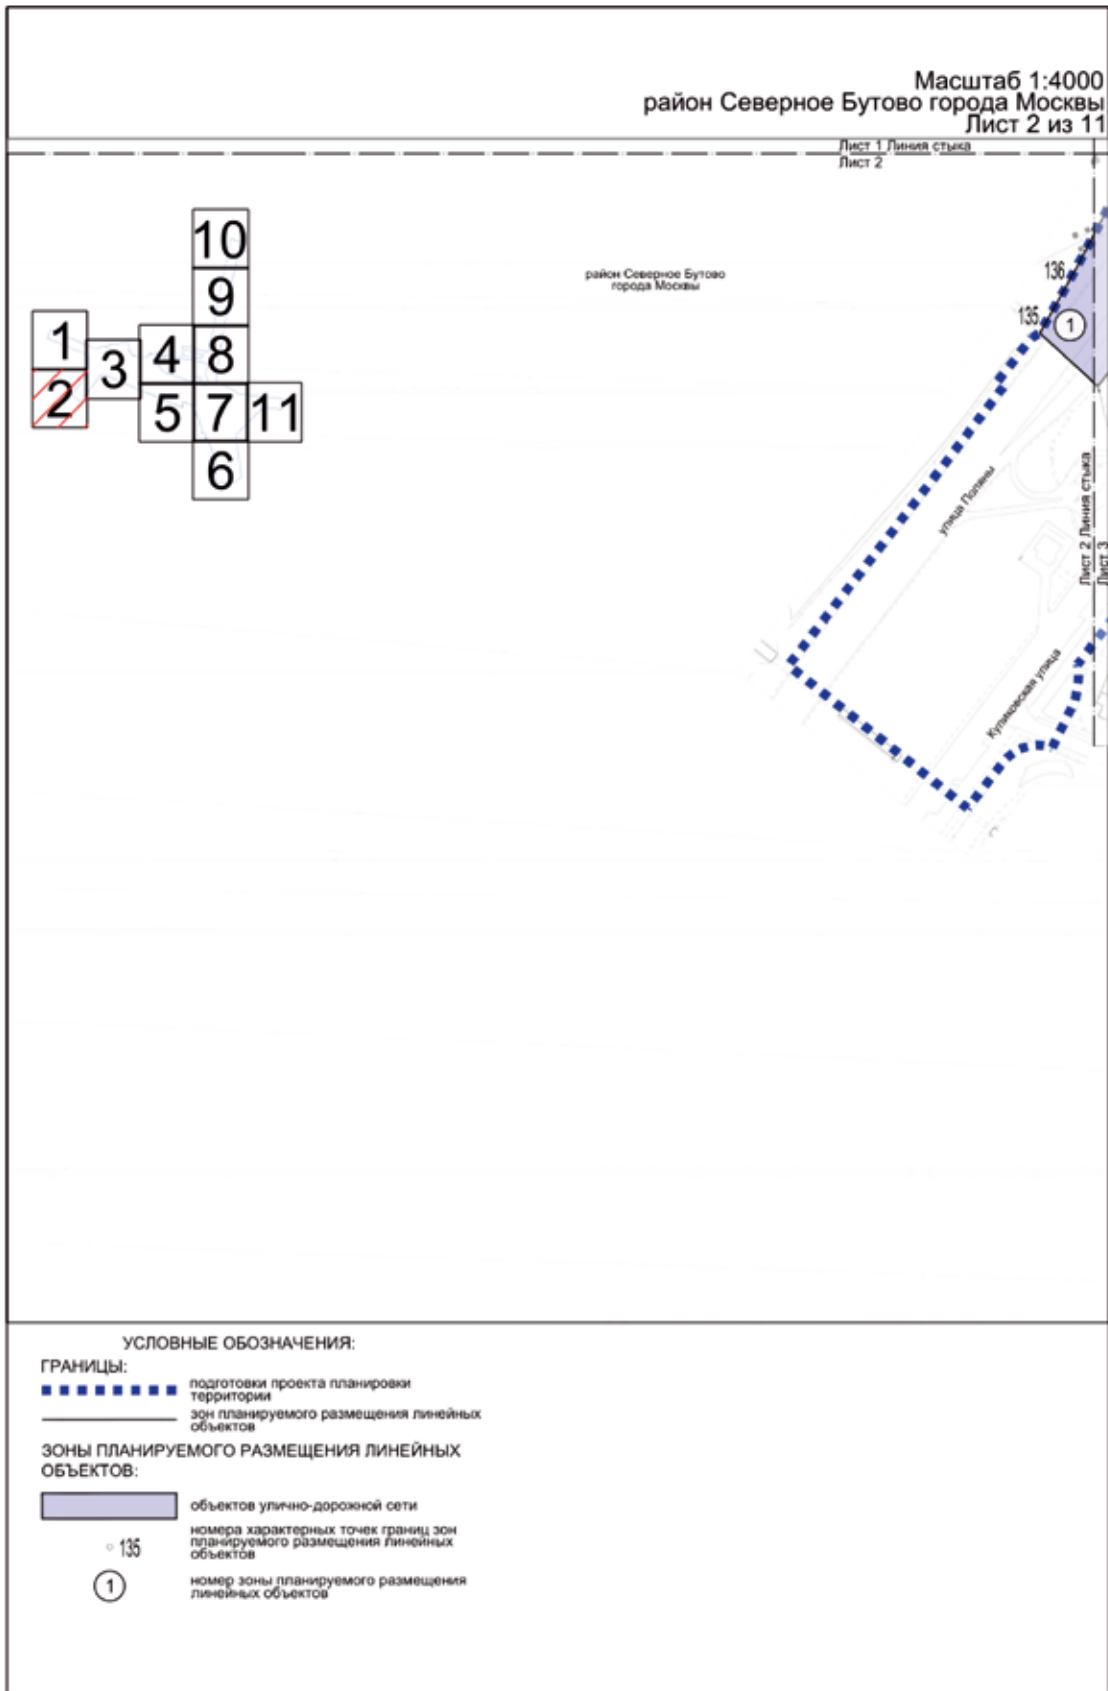 Масштаб 1:4000
район Северное Бутово города Москвы
Лист 2 из 11
Лист 1 Линия стыка
Лист 2
10
9
1
3
4
8
2
5
7
11
6
район Северное Бутово
города Москвы
136
135
1
улица Поляны
Лист 2 Линия стыка
Лист 3
Куликовская улица
УСЛОВНЫЕ ОБОЗНАЧЕНИЯ:
ГРАНИЦЫ:
подготовки проекта планировки
территории
зон планируемого размещения линейных
объектов
ЗОНЫ ПЛАНИРУЕМОГО РАЗМЕЩЕНИЯ ЛИНЕЙНЫХ
ОБЪЕКТОВ:
объектов улично-дорожной сети
135
номера характерных точек границ зон
планируемого размещения линейных
объектов
1
номер зоны планируемого размещения
линейных объектов